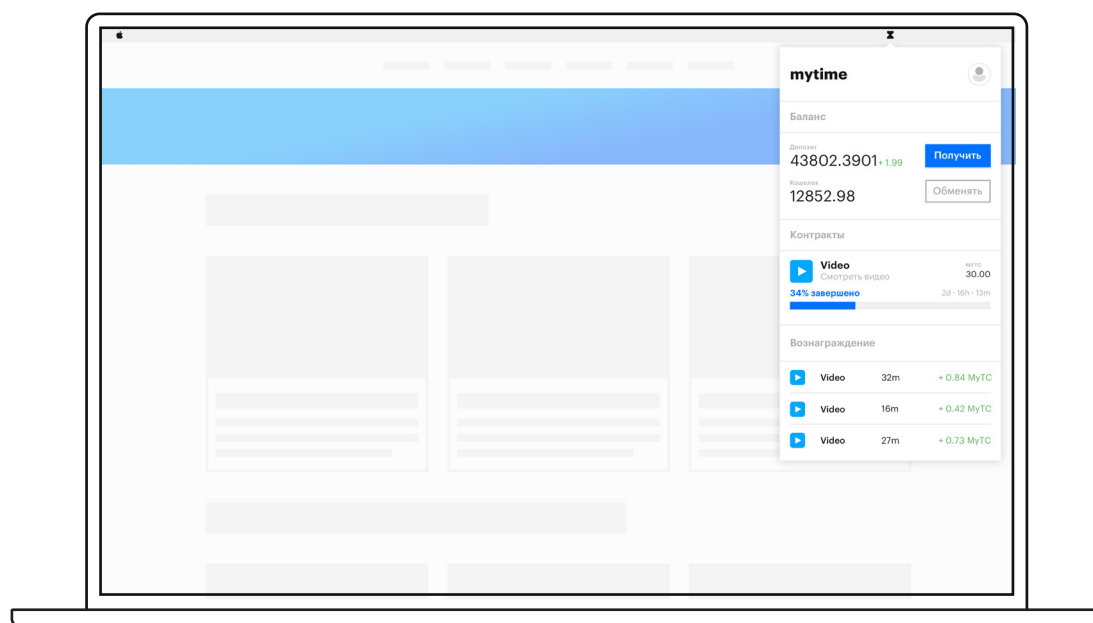 mytime
Баланс
Депозит
43802.3901 + 1.99
Получить
Кошелек
12852.98
Обменять
Контракты
Video
Смотреть видео
MYTC
30.00
34% завершено
2d - 16h - 13m
Вознаграждение
Video 32m + 0.84 MyTC
Video 16m + 0.42 MyTC
Video 27m + 0.73 MyTC